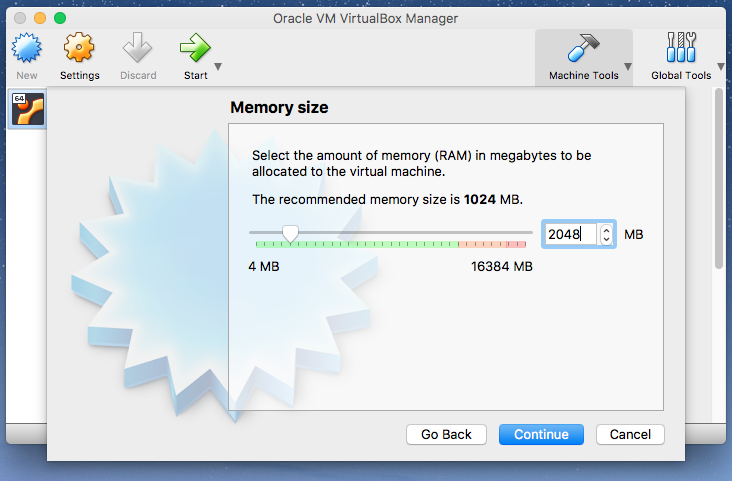 Oracle VM VirtualBox Manager
New
Settings
Discard
Start
Machine Tools
Global Tools
64
Memory size
Select the amount of memory (RAM) in megabytes to be
allocated to the virtual machine.
The recommended memory size is 1024 MB.
2048
MB
4 MB
16384 MB
Go Back
Continue
Cancel